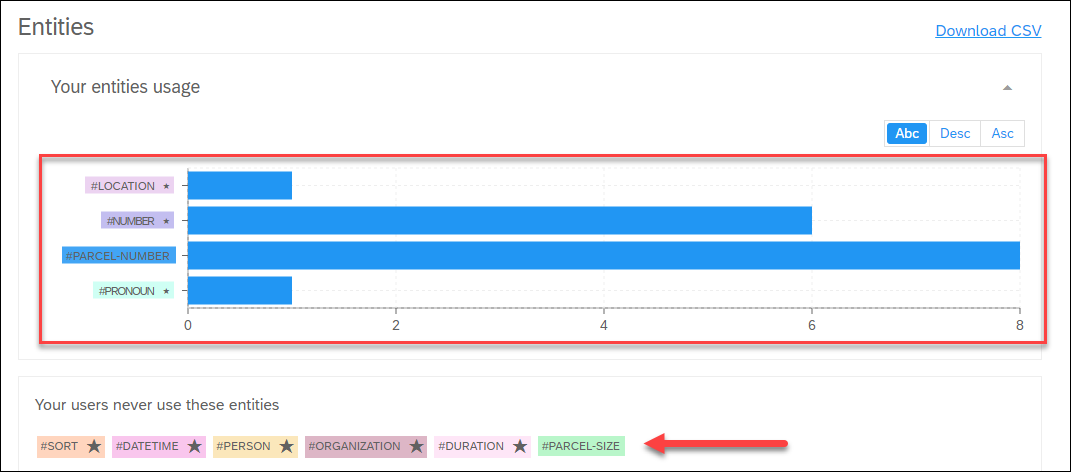 Entities
Download CSV
Your entities usage
Abc Desc Asc
#LOCATION ★
#NUMBER ★
#PARCEL-NUMBER
#PRONOUN ★
0 2 4 6 8
Your users never use these entities
#SORT ★ #DATETIME ★ #PERSON ★ #ORGANIZATION ★ #DURATION ★ #PARCEL-SIZE